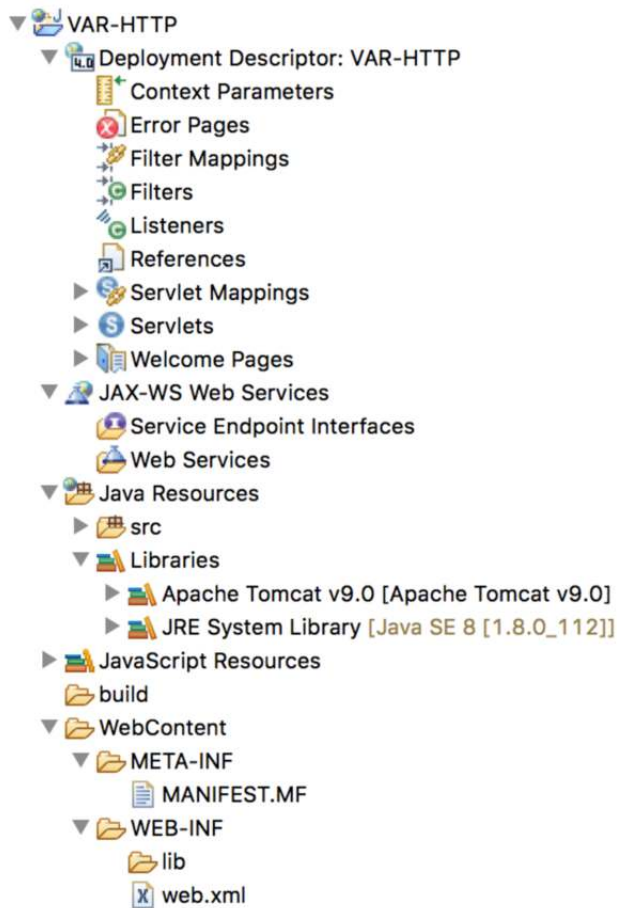 VAR-HTTP
Deployment Descriptor: VAR-HTTP
Context Parameters
Error Pages
Filter Mappings
Filters
Listeners
References
Servlet Mappings
Servlets
Welcome Pages
JAX-WS Web Services
Service Endpoint Interfaces
Web Services
Java Resources
src
Libraries
Apache Tomcat v9.0 [Apache Tomcat v9.0]
JRE System Library [Java SE 8 [1.8.0_112]]
JavaScript Resources
build
WebContent
META-INF
MANIFEST.MF
WEB-INF
lib
web.xml